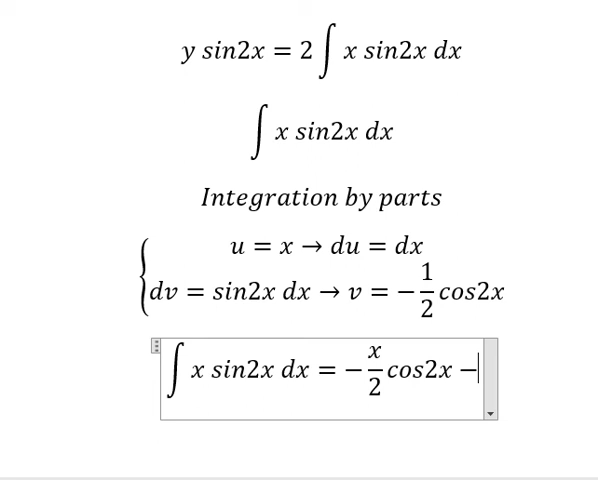 y sin2x = 2 ∫ x sin2x dx
∫ x sin2x dx
Integration by parts
{ u = x → du = dx
dv = sin2x dx → v = − 1/2 cos2x
∫ x sin2x dx = − x/2 cos2x −